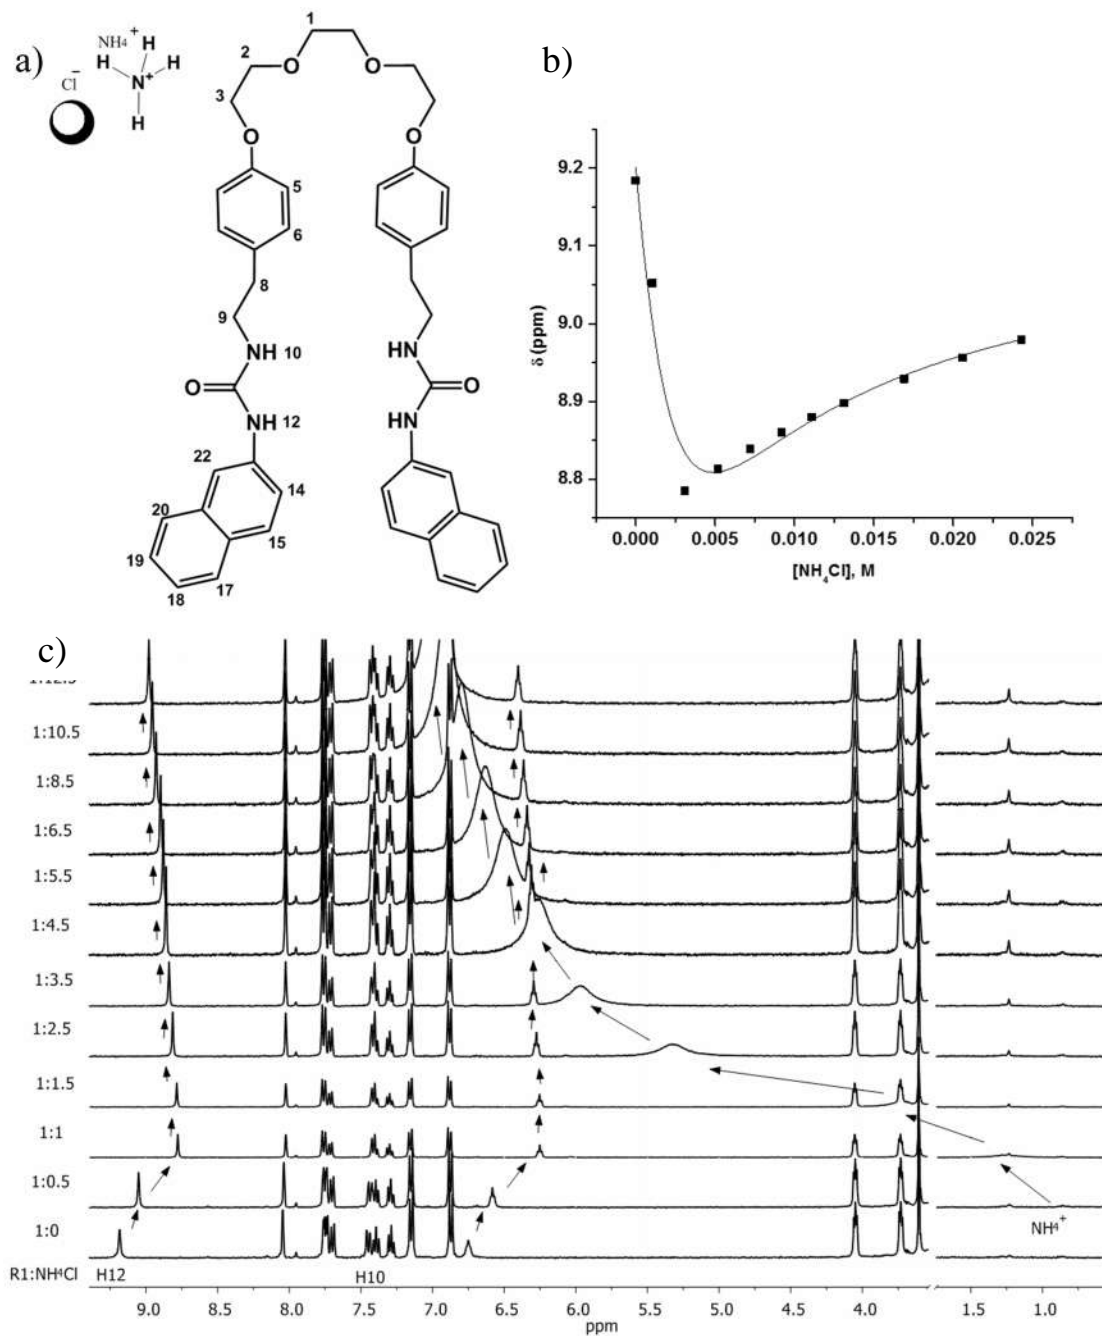 a)
NH₄⁺
Cl⁻
H H H
N⁺
H
1
2
3
O O
O O
5
6
8
9
NH 10 HN
O O
NH 12 HN
22
14
20
15
19
18
17
b)
δ (ppm)
9.2
9.1
9.0
8.9
8.8
0.000 0.005 0.010 0.015 0.020 0.025
[NH₄Cl], M
c)
1:10.5
1:8.5
1:6.5
1:5.5
1:4.5
1:3.5
1:2.5
1:1.5
1:1
1:0.5
1:0
NH⁴⁺
R1:NH⁴Cl H12 H10
9.0 8.5 8.0 7.5 7.0 6.5 6.0 5.5 5.0 4.5 4.0 1.5 1.0
ppm